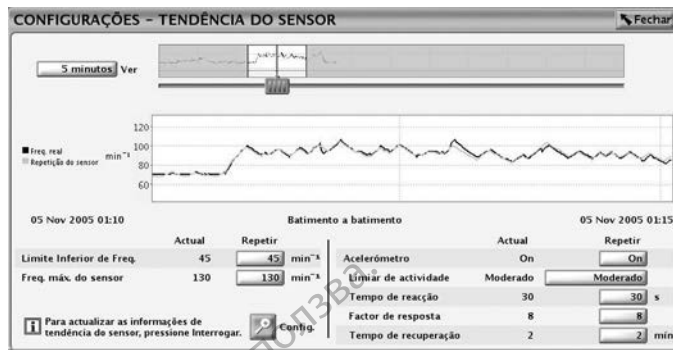 CONFIGURAÇÕES – TENDÊNCIA DO SENSOR
Fechar
5 minutos Ver
120
100
80
60
min⁻¹
Freq. real
Repetição do sensor
05 Nov 2005 01:10 Batimento a batimento 05 Nov 2005 01:15
Actual Repetir
Limite Inferior de Freq. 45 45 min⁻¹
Freq. máx. do sensor 130 130 min⁻¹
Para actualizar as informações de
tendência do sensor, pressione Interrogar.
Config.
Actual Repetir
Acelerómetro On On
Limiar de actividade Moderado Moderado
Tempo de reacção 30 30 s
Factor de resposta 8 8
Tempo de recuperação 2 2 min